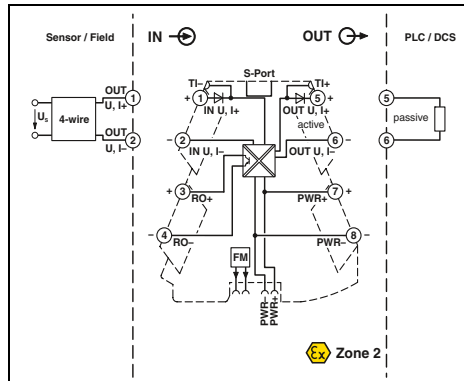 Sensor / Field
IN
OUT
PLC / DCS
S-Port
TI–
TI+
OUT
U, I+
1
+
1
IN U, I+
OUT U, I+
5
+
5
Us
4-wire
active
passive
OUT
U, I–
2
–
2
IN U, I–
OUT U, I–
6
–
6
+
3
RO+
PWR+
7
+
–
4
RO–
PWR–
8
–
FM
PWR–
PWR+
Ex
Zone 2